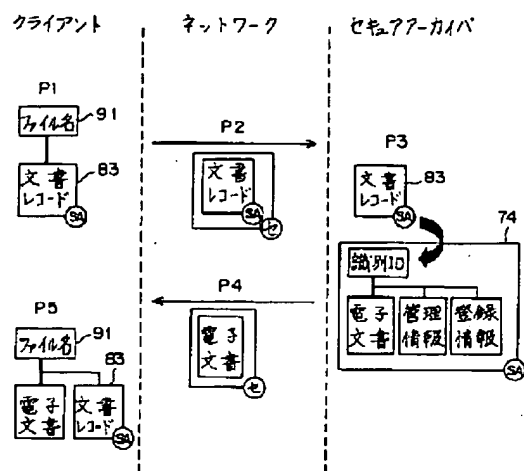 クライアント
ネットワーク
セキュアアーカイバ
P1
ファイル名
91
文書
レコード
83
SA
P2
文書
レコード
SA
セ
P3
文書
レコード
83
SA
74
識別ID
電子
文書
管理
情報
登録
情報
SA
P4
電子
文書
セ
P5
ファイル名
91
83
電子
文書
文書
レコード
SA